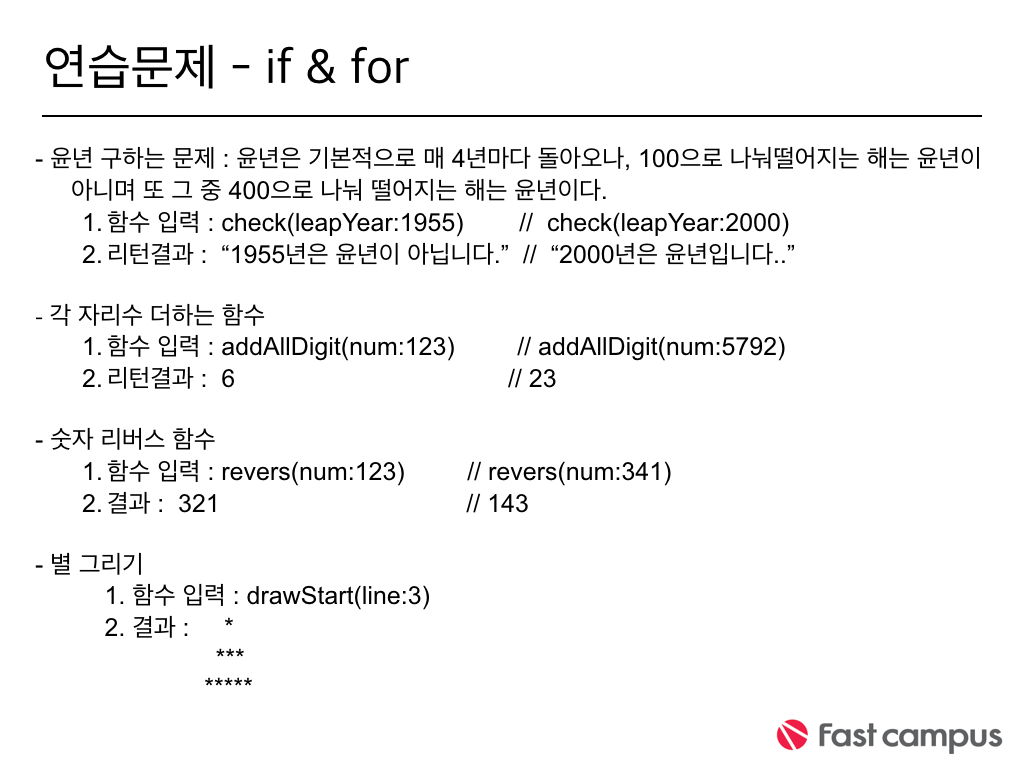 연습문제 - if & for
- 윤년 구하는 문제 : 윤년은 기본적으로 매 4년마다 돌아오나, 100으로 나눠떨어지는 해는 윤년이
아니며 또 그 중 400으로 나눠 떨어지는 해는 윤년이다.
1. 함수 입력 : check(leapYear:1955) // check(leapYear:2000)
2. 리턴결과 : “1955년은 윤년이 아닙니다.” // “2000년은 윤년입니다..”
- 각 자리수 더하는 함수
1. 함수 입력 : addAllDigit(num:123) // addAllDigit(num:5792)
2. 리턴결과 : 6 // 23
- 숫자 리버스 함수
1. 함수 입력 : revers(num:123) // revers(num:341)
2. 결과 : 321 // 143
- 별 그리기
1. 함수 입력 : drawStart(line:3)
2. 결과 : *
***
*****
Fast campus